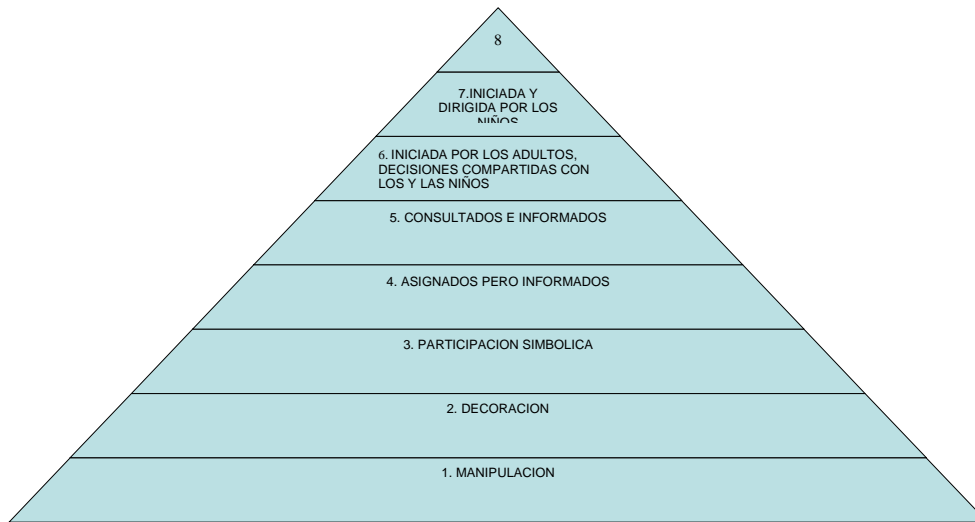 8
7.INICIADA Y
DIRIGIDA POR LOS
NIÑOS
6. INICIADA POR LOS ADULTOS,
DECISIONES COMPARTIDAS CON
LOS Y LAS NIÑOS
5. CONSULTADOS E INFORMADOS
4. ASIGNADOS PERO INFORMADOS
3. PARTICIPACION SIMBOLICA
2. DECORACION
1. MANIPULACION